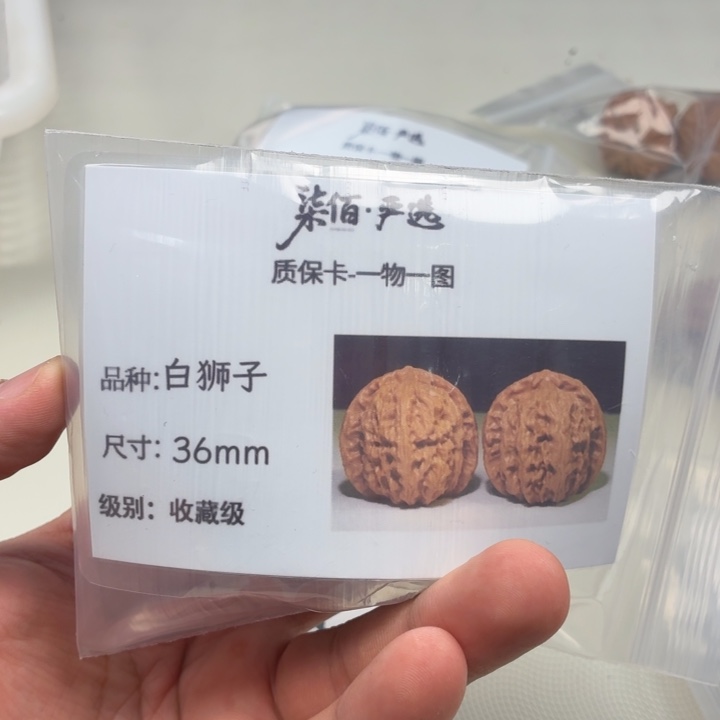 柒佰·严选
质保卡-一物一图
品种:白狮子
尺寸: 36mm
级别: 收藏级